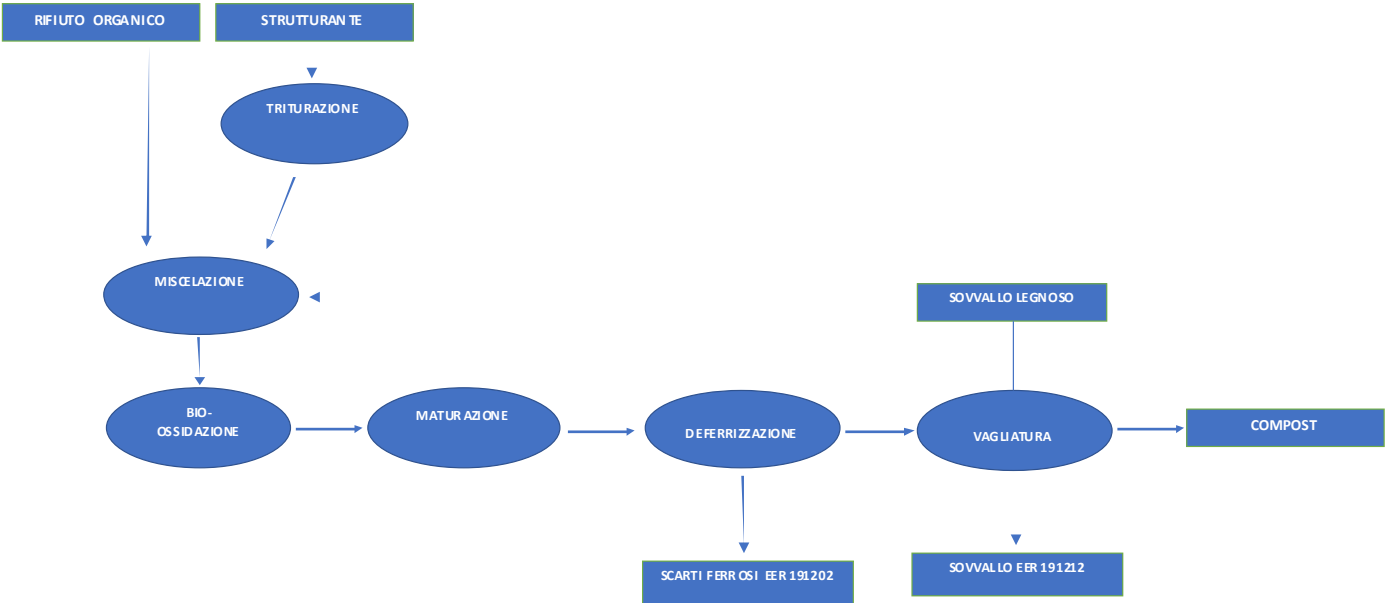 RIFIUTO ORGANICO
STRUTTURANTE
TRITURAZIONE
MISCELAZIONE
SOVVALLO LEGNOSO
BIO-
OSSIDAZIONE
MATURAZIONE
DEFERRIZZAZIONE
VAGLIATURA
COMPOST
SCARTI FERROSI EER 191202
SOVVALLO EER 191212